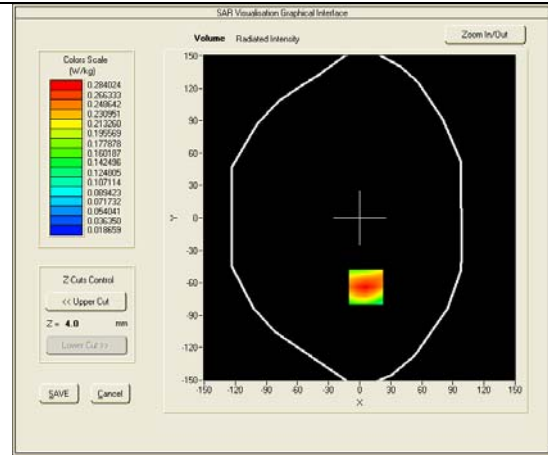 SAR Visualisation Graphical Interface
Volume Radiated Intensity
Zoom In/Out
Colors Scale
(W/kg)
0.284024
0.266333
0.248642
0.230951
0.213260
0.195569
0.177878
0.160187
0.142496
0.124805
0.107114
0.089423
0.071732
0.054041
0.036350
0.018659
Z Cuts Control
<< Upper Cut
Z = 4.0 mm
Lower Cut >>
SAVE Cancel
150-
120-
90-
60-
30-
0-
-30-
-60-
-90-
-120-
-150-
Y
-150 -120 -90 -60 -30 0 30 60 90 120 150
X